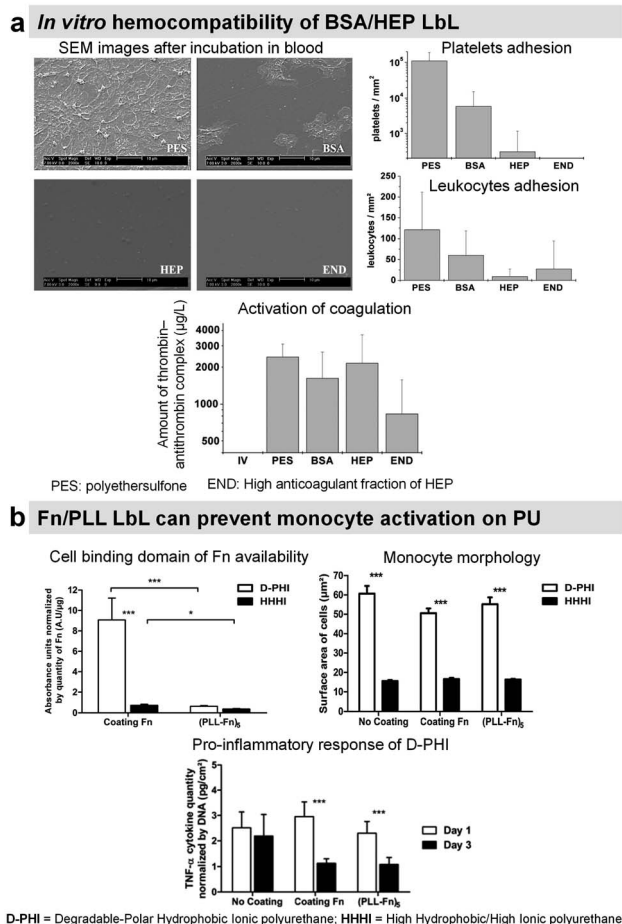 a In vitro hemocompatibility of BSA/HEP LbL
SEM images after incubation in blood
PES
BSA
HEP
END
Platelets adhesion
platelets / mm²
10⁵
10⁴
10³
PES BSA HEP END
Leukocytes adhesion
leukocytes / mm²
250
200
150
100
50
0
PES BSA HEP END
Activation of coagulation
Amount of thrombin–
antithrombin complex (µg/L)
4000
3000
2000
1000
500
IV PES BSA HEP END
PES: polyethersulfone END: High anticoagulant fraction of HEP
b Fn/PLL LbL can prevent monocyte activation on PU
Cell binding domain of Fn availability
Absorbance units normalized
by quantity of Fn (A.U/µg)
12
10
8
6
4
2
0
***
***
*
D-PHI
HHHI
Coating Fn (PLL-Fn)₅
Monocyte morphology
Surface area of cells (µm²)
70
60
50
40
30
20
10
0
***
***
***
D-PHI
HHHI
No Coating Coating Fn (PLL-Fn)₅
Pro-inflammatory response of D-PHI
TNF-α cytokine quantity
normalized by DNA (pg/cm²)
4
3
2
1
0
***
***
Day 1
Day 3
No Coating Coating Fn (PLL-Fn)₅
D-PHI = Degradable-Polar Hydrophobic Ionic polyurethane; HHHI = High Hydrophobic/High Ionic polyurethane